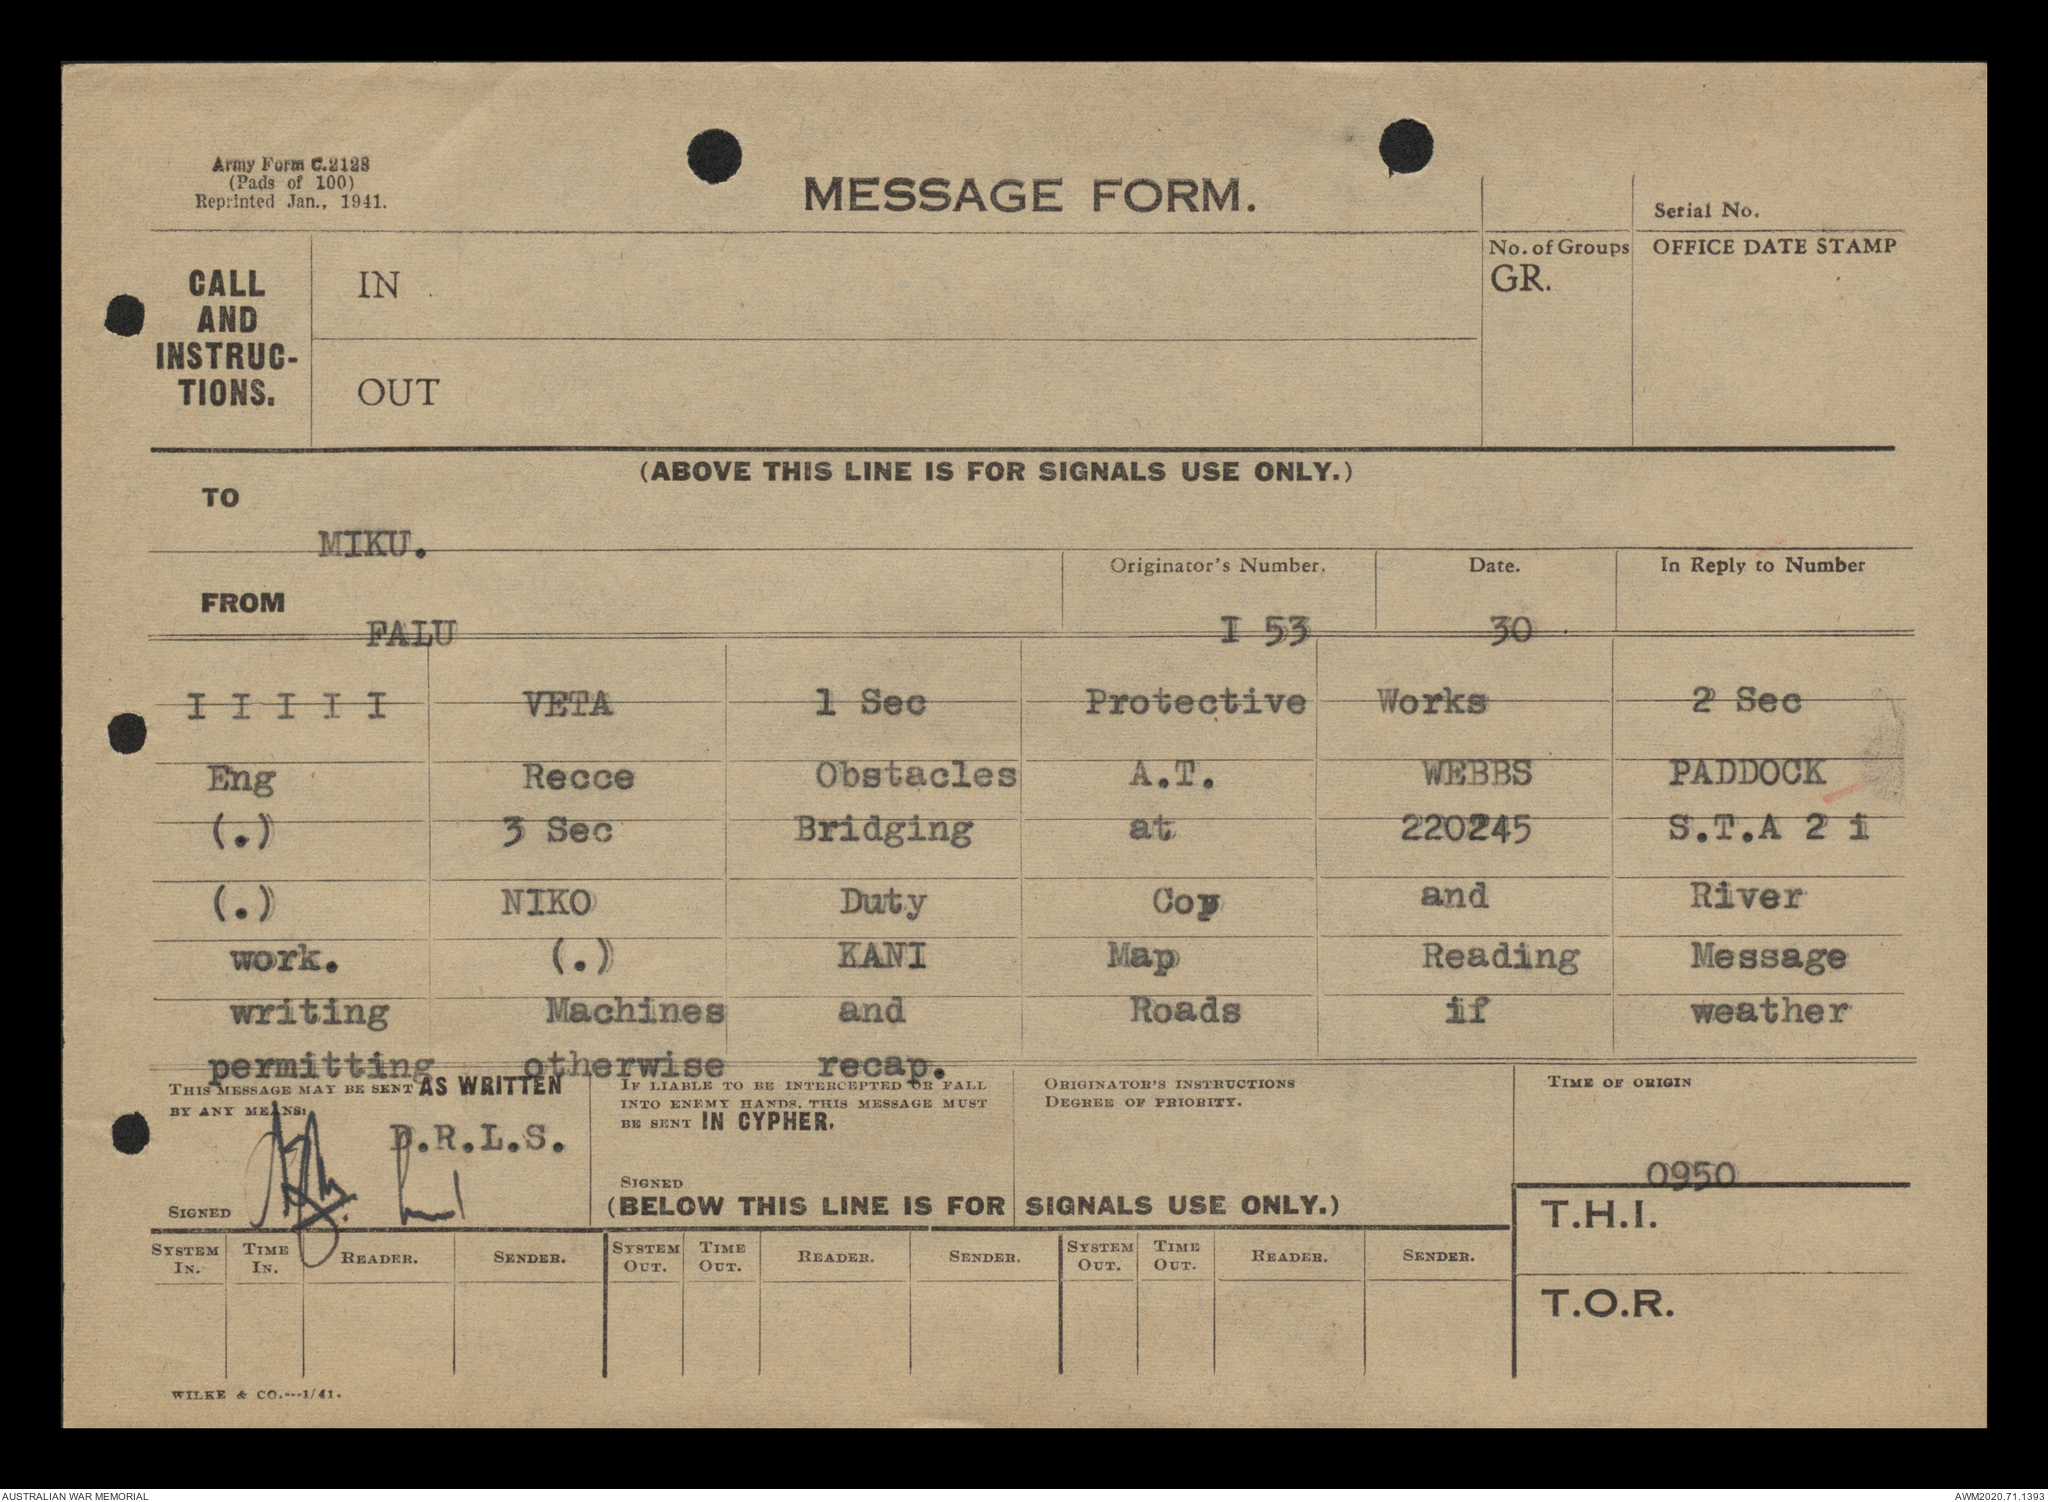 Army Form C.2128
(Pads of 100)
Reprinted Jan., 1941.
MESSAGE FORM.
Serial No.
CALL AND INSTRUC-TIONS.
IN
No. of Groups
GR.
OFFICE DATE STAMP
OUT
(ABOVE THIS LINE IS FOR SIGNALS USE ONLY.)
TO
MIKU.
Originator's Number.
Date.
In Reply to Number
FROM
FALU
I 53
30
I I I I I VETA 1 Sec Protective Works 2 Sec
Eng Recce Obstacles A.T. WEBBS PADDOCK
(.) 3 Sec Bridging at 220245 S.T.A 2 i
(.) NIKO Duty Coy and River
work. (.) KANI Map Reading Message
writing Machines and Roads if weather
permitting otherwise recap.
THIS MESSAGE MAY BE SENT AS WRITTEN
BY ANY MEANS:
D.R.L.S.
SIGNED
IF LIABLE TO BE INTERCEPTED OR FALL
INTO ENEMY HANDS, THIS MESSAGE MUST
BE SENT IN CYPHER.
SIGNED
ORIGINATOR'S INSTRUCTIONS
DEGREE OF PRIORITY.
TIME OF ORIGIN
0950
(BELOW THIS LINE IS FOR SIGNALS USE ONLY.)
T.H.I.
SYSTEM IN. TIME IN. READER. SENDER. SYSTEM OUT. TIME OUT. READER. SENDER. SYSTEM OUT. TIME OUT. READER. SENDER.
T.O.R.
WILKE & CO.---1/41.
AUSTRALIAN WAR MEMORIAL
AWM2020.71.1393